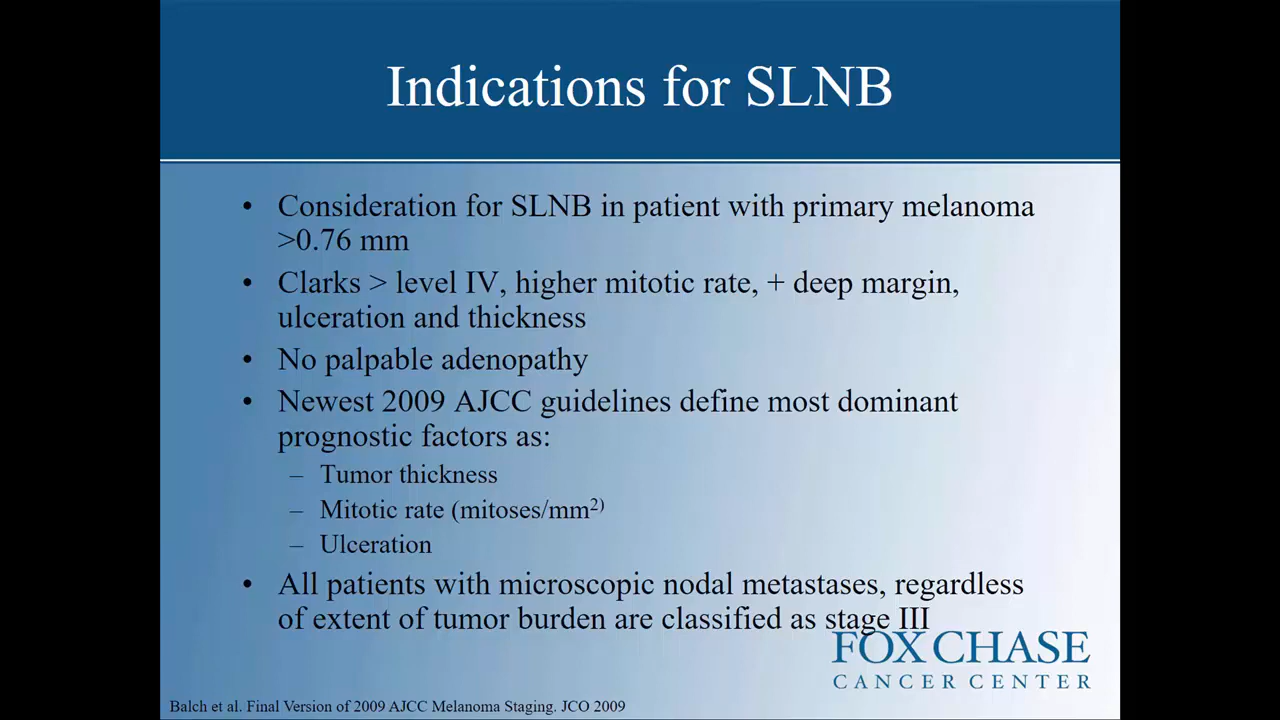 Indications for SLNB
• Consideration for SLNB in patient with primary melanoma
>0.76 mm
• Clarks > level IV, higher mitotic rate, + deep margin,
ulceration and thickness
• No palpable adenopathy
• Newest 2009 AJCC guidelines define most dominant
prognostic factors as:
– Tumor thickness
– Mitotic rate (mitoses/mm²⁾
– Ulceration
• All patients with microscopic nodal metastases, regardless
of extent of tumor burden are classified as stage III
FOX CHASE
CANCER CENTER
Balch et al. Final Version of 2009 AJCC Melanoma Staging. JCO 2009